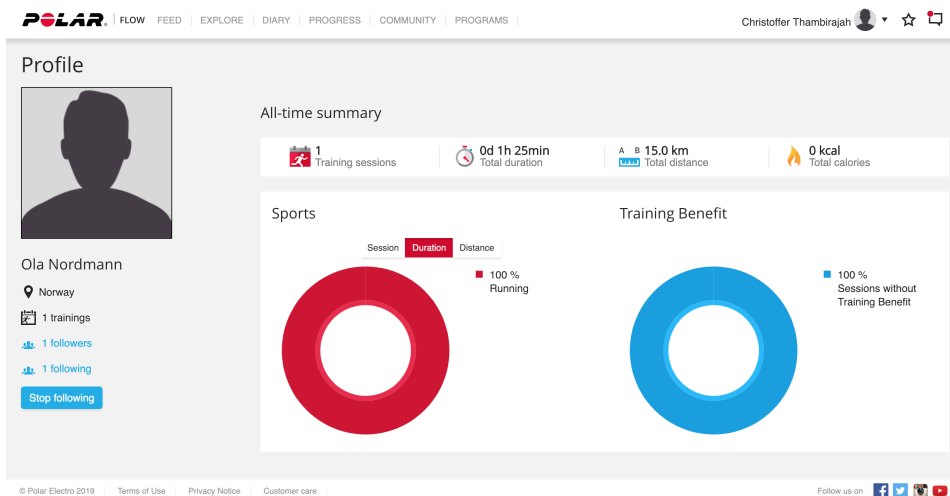 POLAR. FLOW FEED EXPLORE DIARY PROGRESS COMMUNITY PROGRAMS Christoffer Thambirajah
Profile
All-time summary
1
Training sessions
0d 1h 25min
Total duration
A B
15.0 km
Total distance
0 kcal
Total calories
Sports
Session Duration Distance
100 %
Running
Training Benefit
100 %
Sessions without
Training Benefit
Ola Nordmann
Norway
1 trainings
1 followers
1 following
Stop following
© Polar Electro 2019 Terms of Use Privacy Notice Customer care Follow us on